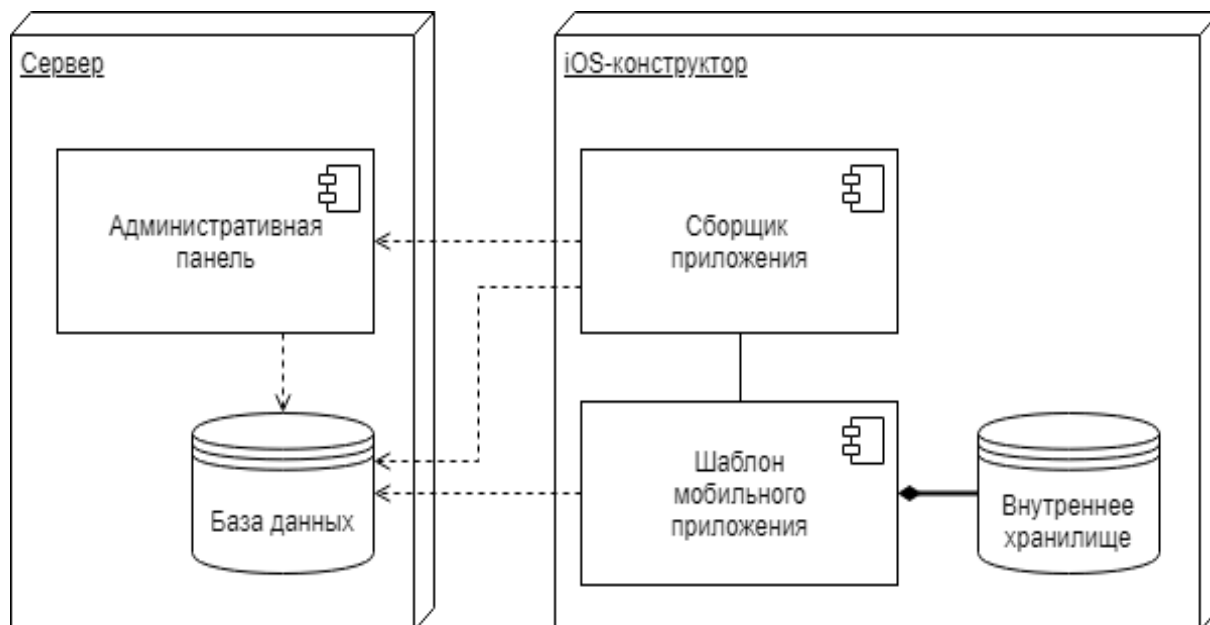 Сервер
iOS-конструктор
Административная
панель
Сборщик
приложения
База данных
Шаблон
мобильного
приложения
Внутреннее
хранилище